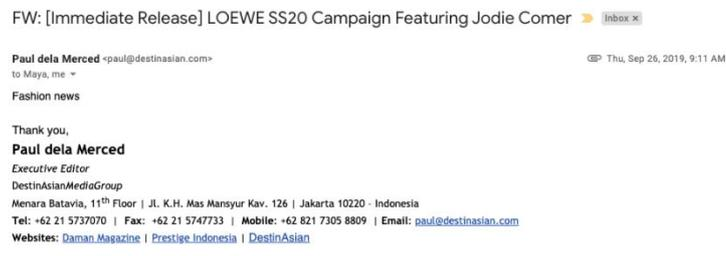 FW: [Immediate Release] LOEWE SS20 Campaign Featuring Jodie Comer Inbox ×
Paul dela Merced <paul@destinasian.com> Thu, Sep 26, 2019, 9:11 AM
to Maya, me
Fashion news
Thank you,
Paul dela Merced
Executive Editor
DestinAsianMediaGroup
Menara Batavia, 11th Floor | Jl. K.H. Mas Mansyur Kav. 126 | Jakarta 10220 - Indonesia
Tel: +62 21 5737070 | Fax: +62 21 5747733 | Mobile: +62 821 7305 8809 | Email: paul@destinasian.com
Websites: Daman Magazine | Prestige Indonesia | DestinAsian